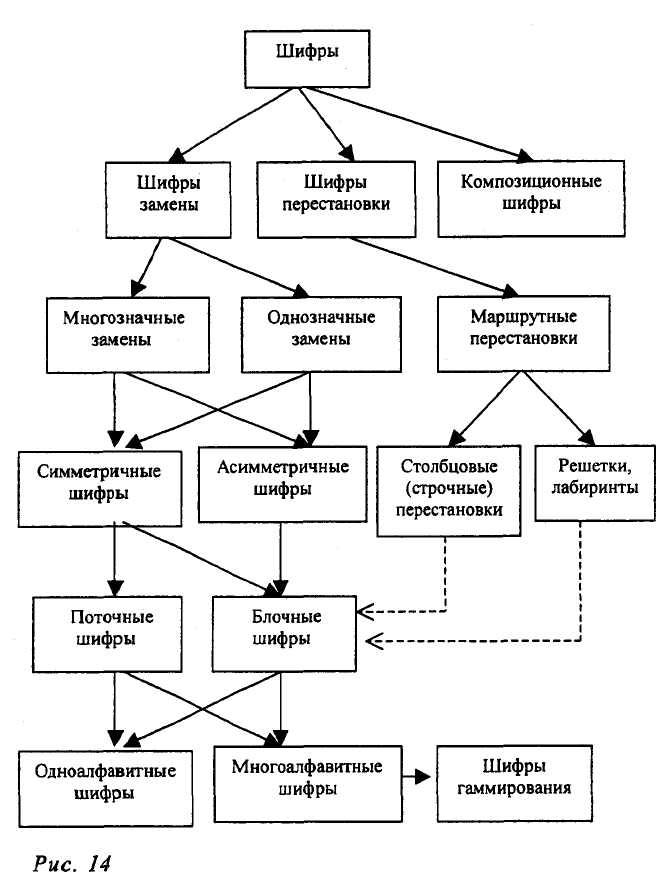 Шифры
Шифры
замены
Шифры
перестановки
Композиционные
шифры
Многозначные
замены
Однозначные
замены
Маршрутные
перестановки
Симметричные
шифры
Асимметричные
шифры
Столбцовые
(строчные)
перестановки
Решетки,
лабиринты
Поточные
шифры
Блочные
шифры
Одноалфавитные
шифры
Многоалфавитные
шифры
Шифры
гаммирования
Рис. 14